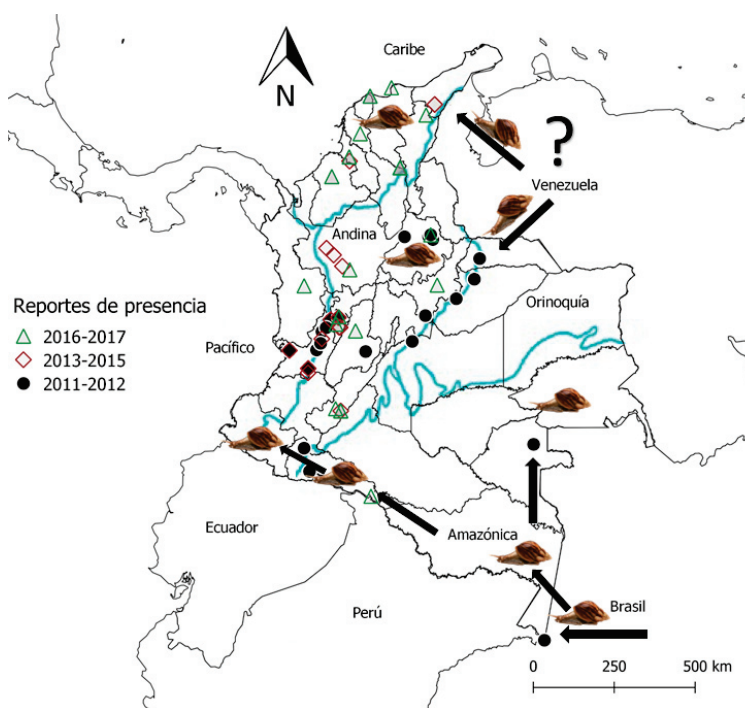 Caribe
N
?
Venezuela
Andina
Orinoquía
Reportes de presencia
2016-2017
2013-2015
2011-2012
Pacífico
Ecuador
Amazónica
Perú
Brasil
0 250 500 km